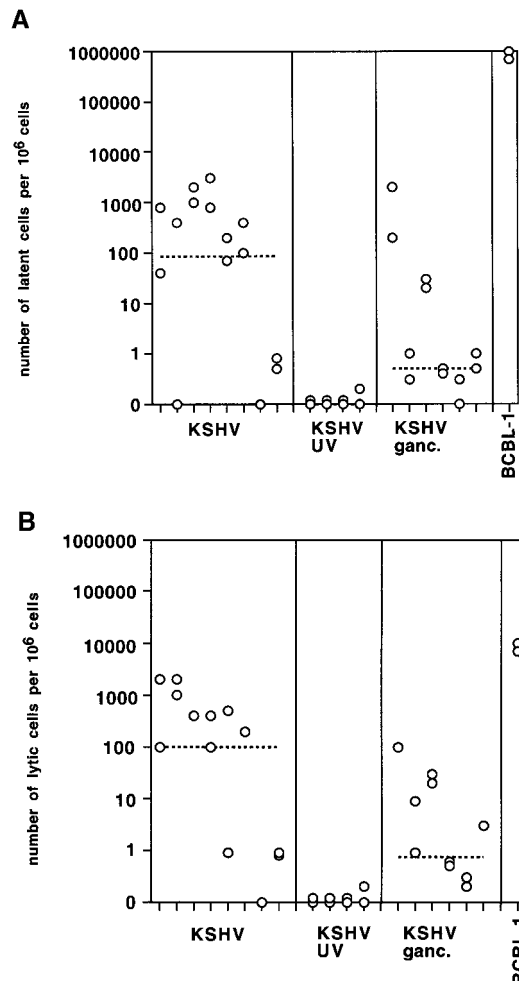 A
number of latent cells per 10⁶ cells
1000000
100000
10000
1000
100
10
1
0
KSHV
KSHV
UV
KSHV
ganc.
BCBL-1
B
number of lytic cells per 10⁶ cells
1000000
100000
10000
1000
100
10
1
0
KSHV
KSHV
UV
KSHV
ganc.
BCBL-1